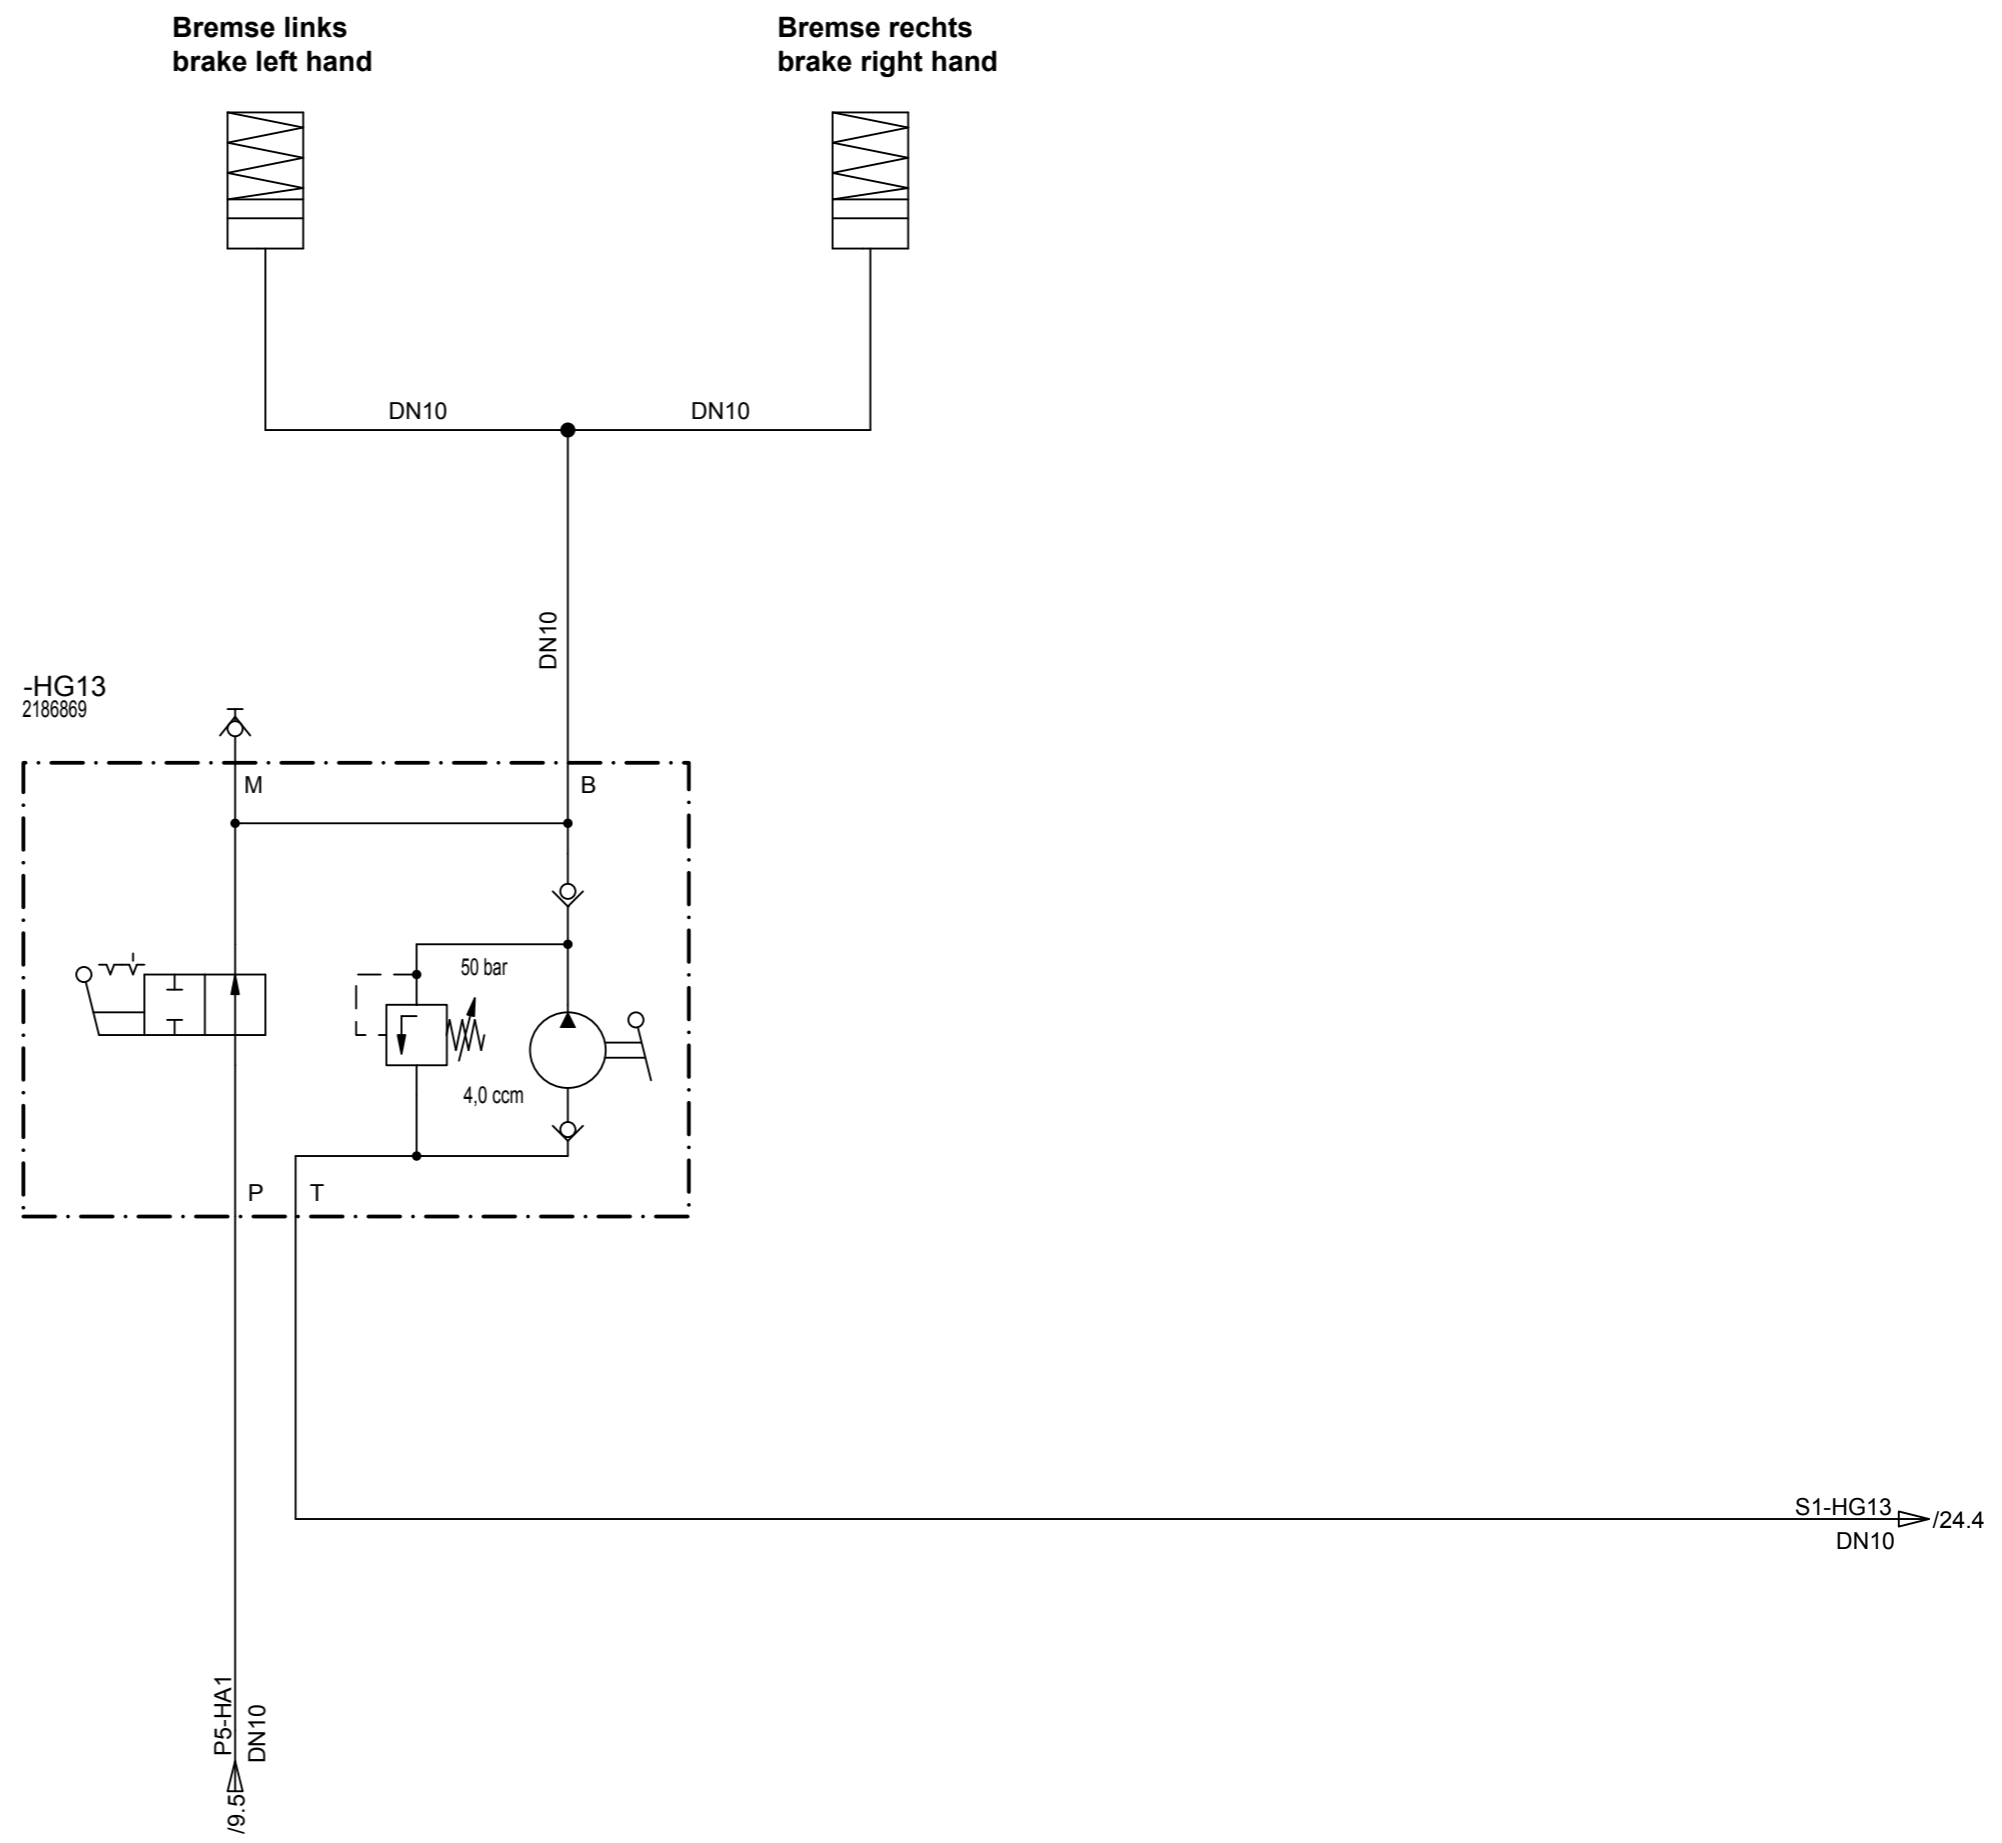 Bremse links
brake left hand
Bremse rechts
brake right hand
DN10
DN10
DN10
-HG13
2186869
M
B
50 bar
4,0 ccm
P
T
S1-HG13
/24.4
DN10
P5-HA1
DN10
/9.5